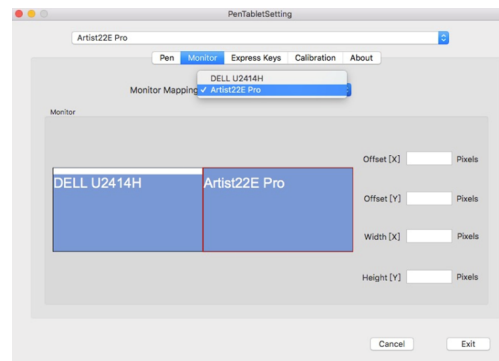 PenTabletSetting
Artist22E Pro
Pen Monitor Express Keys Calibration About
DELL U2414H
Monitor Mapping ✓ Artist22E Pro
Monitor
Offset [X] Pixels
DELL U2414H Artist22E Pro
Offset [Y] Pixels
Width [X] Pixels
Height [Y] Pixels
Cancel Exit